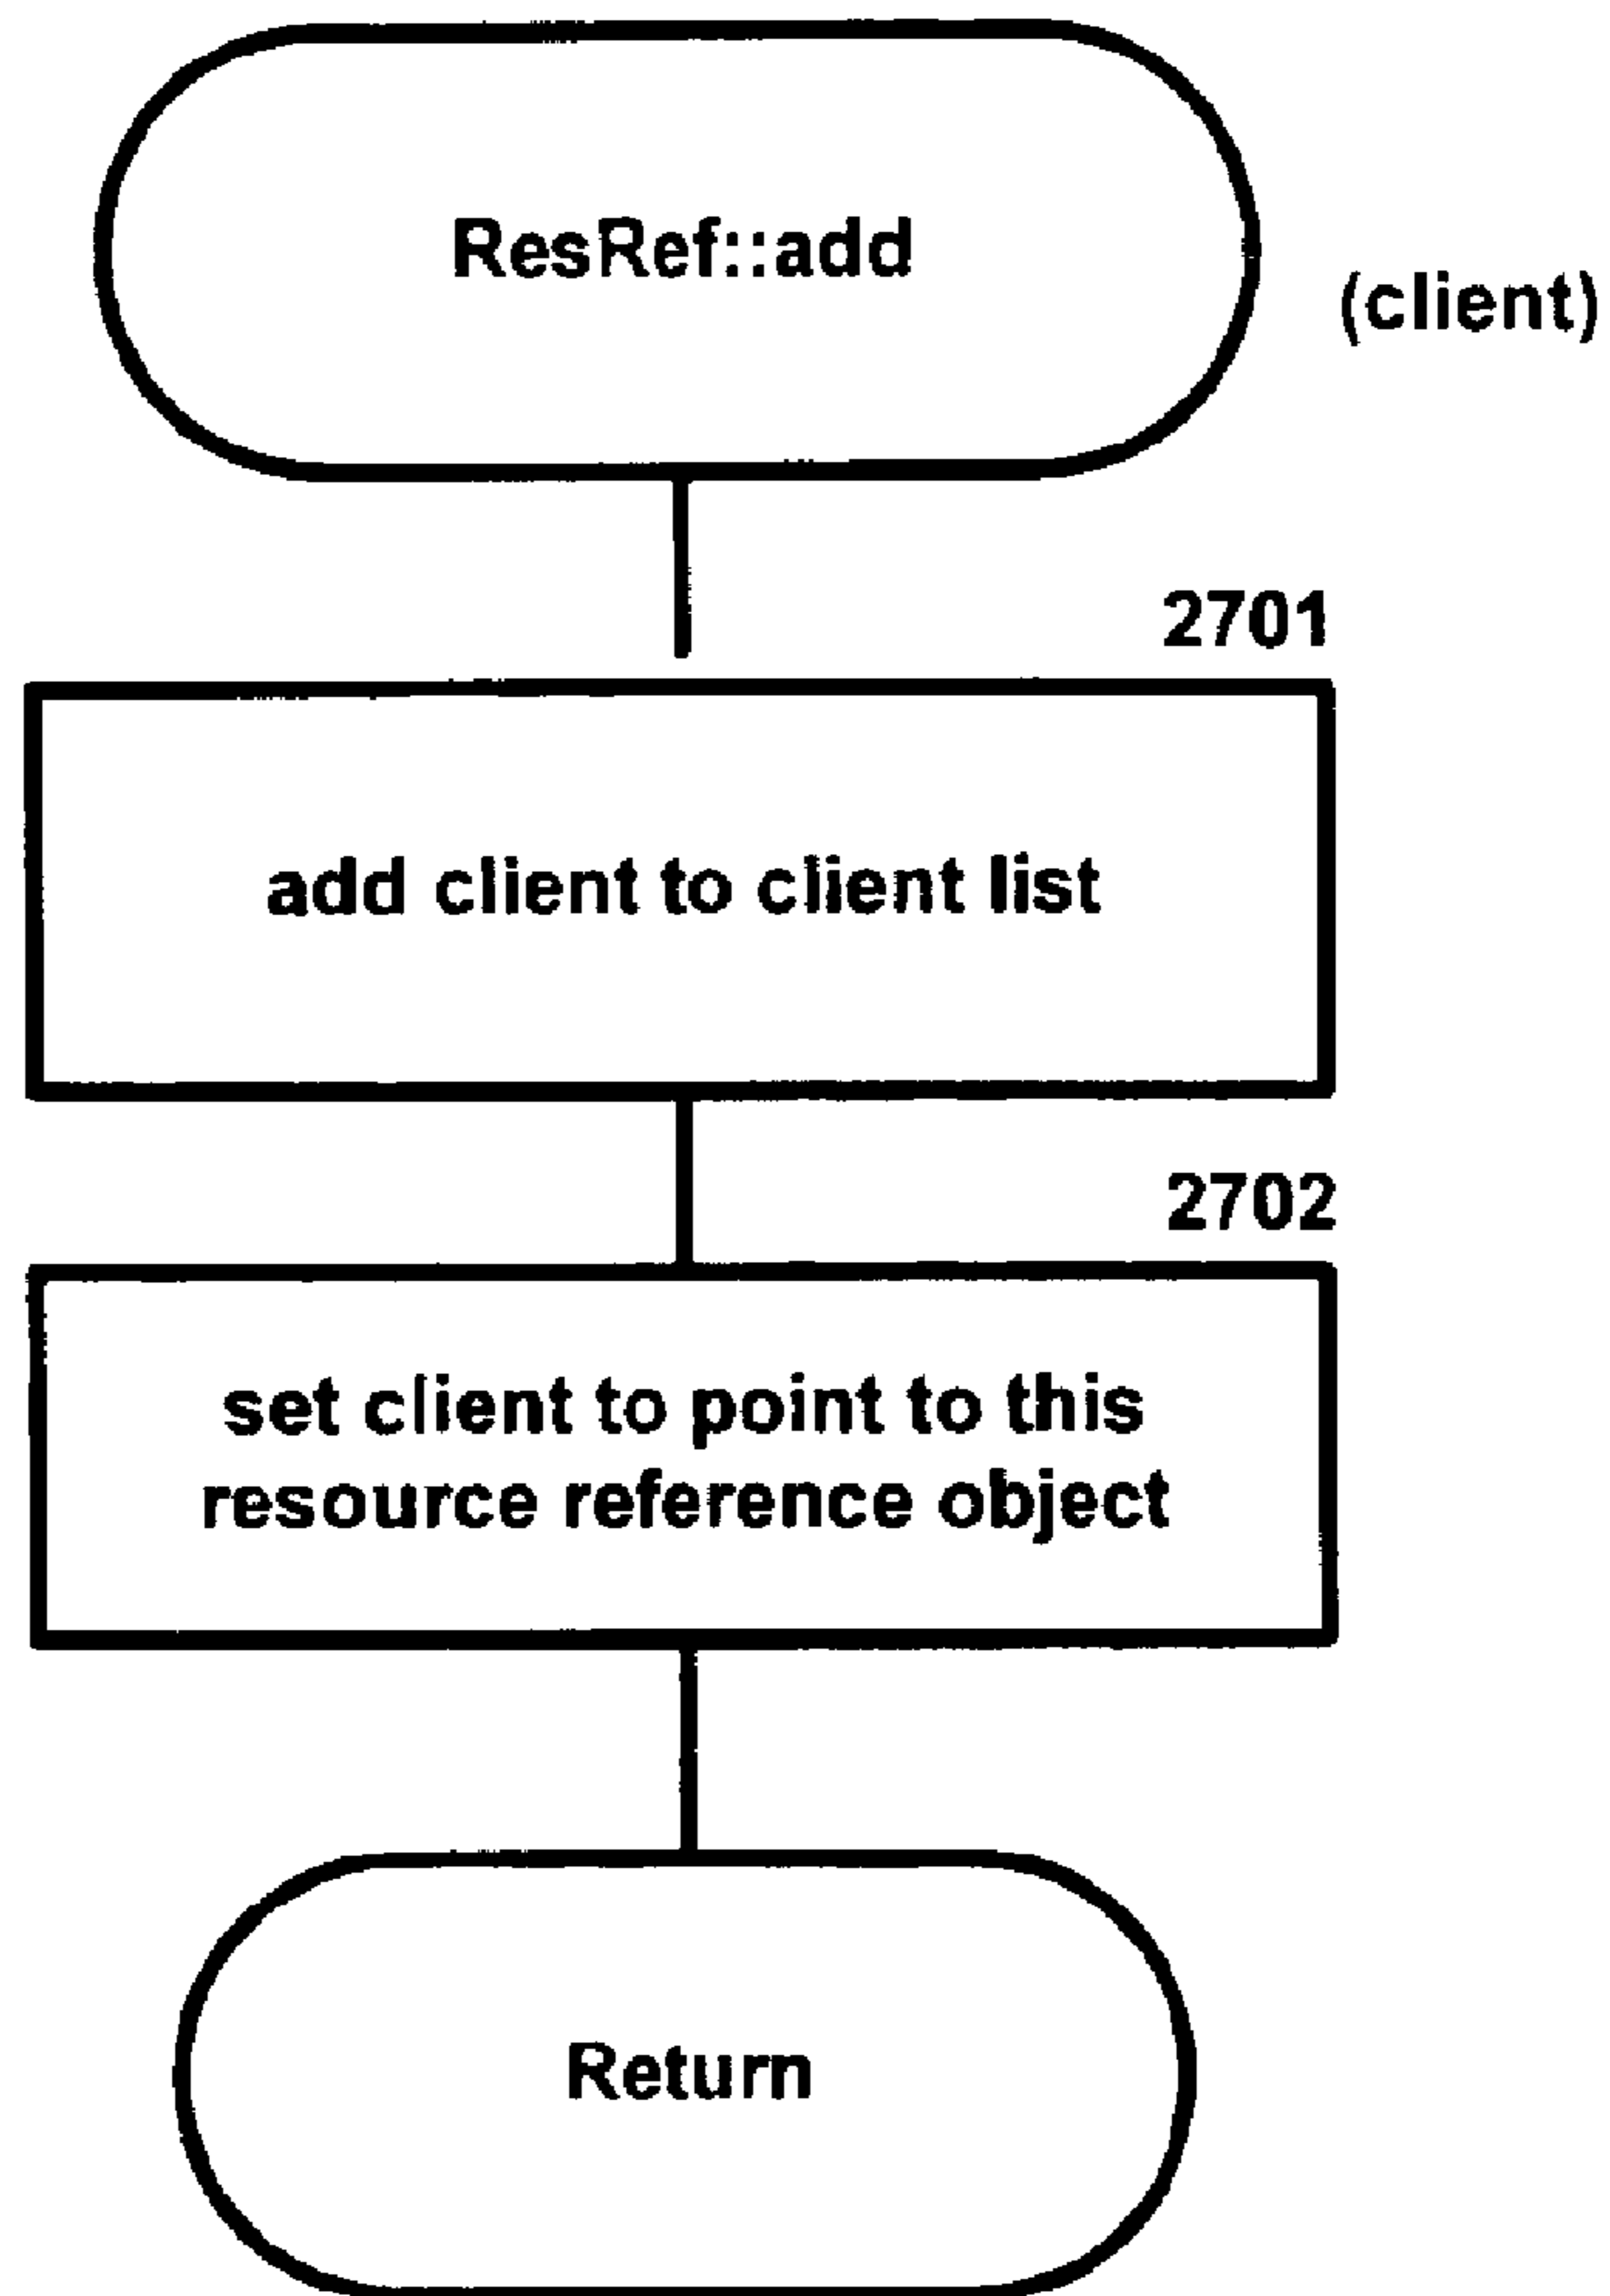 ResRef::add
(client)
2701
add client to client list
2702
set client to point to this
resource reference object
Return